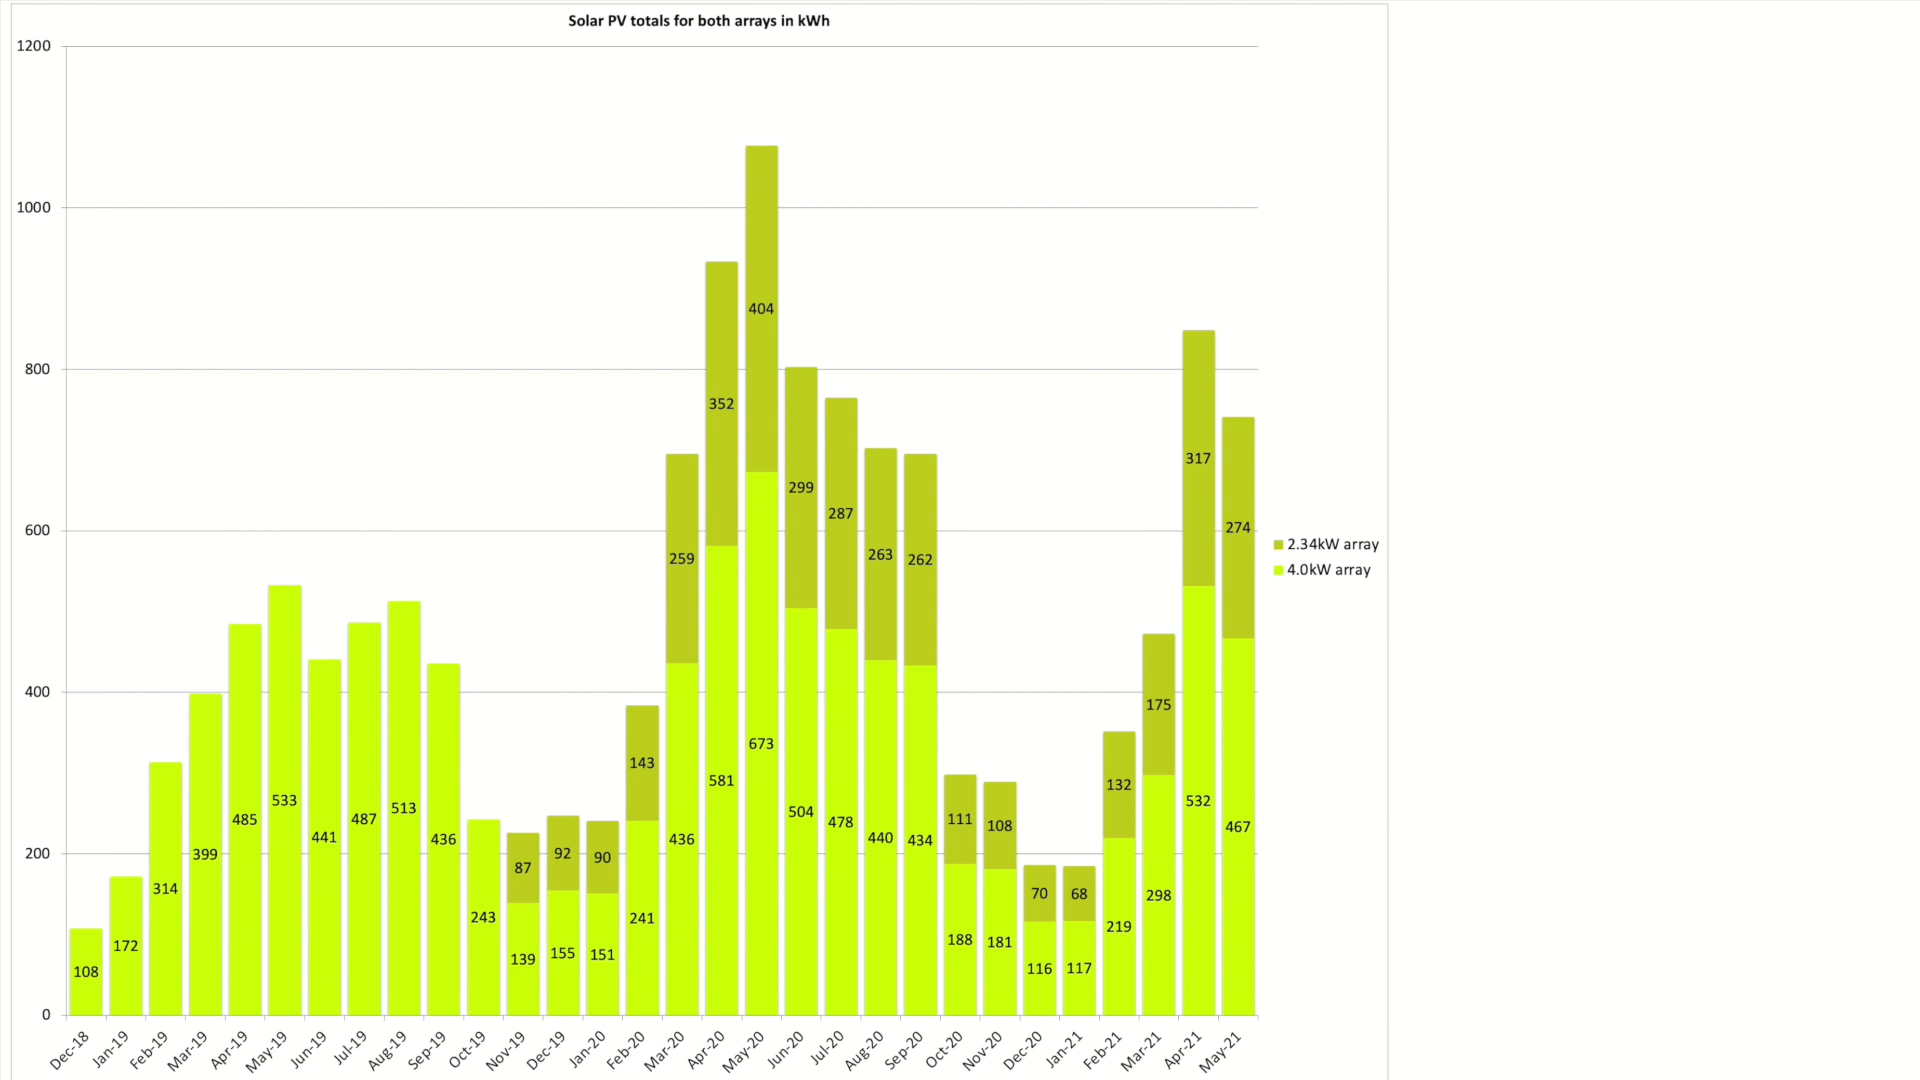 Solar PV totals for both arrays in kWh
1200
1000
800
600
400
200
0
404
352
299
287
259
263
262
317
274
143
175
132
87
92
90
111
108
70
68
108
172
314
399
485
533
441
487
513
436
243
139
155
151
241
436
581
673
504
478
440
434
188
181
116
117
219
298
532
467
2.34kW array
4.0kW array
Dec-18
Jan-19
Feb-19
Mar-19
Apr-19
May-19
Jun-19
Jul-19
Aug-19
Sep-19
Oct-19
Nov-19
Dec-19
Jan-20
Feb-20
Mar-20
Apr-20
May-20
Jun-20
Jul-20
Aug-20
Sep-20
Oct-20
Nov-20
Dec-20
Jan-21
Feb-21
Mar-21
Apr-21
May-21